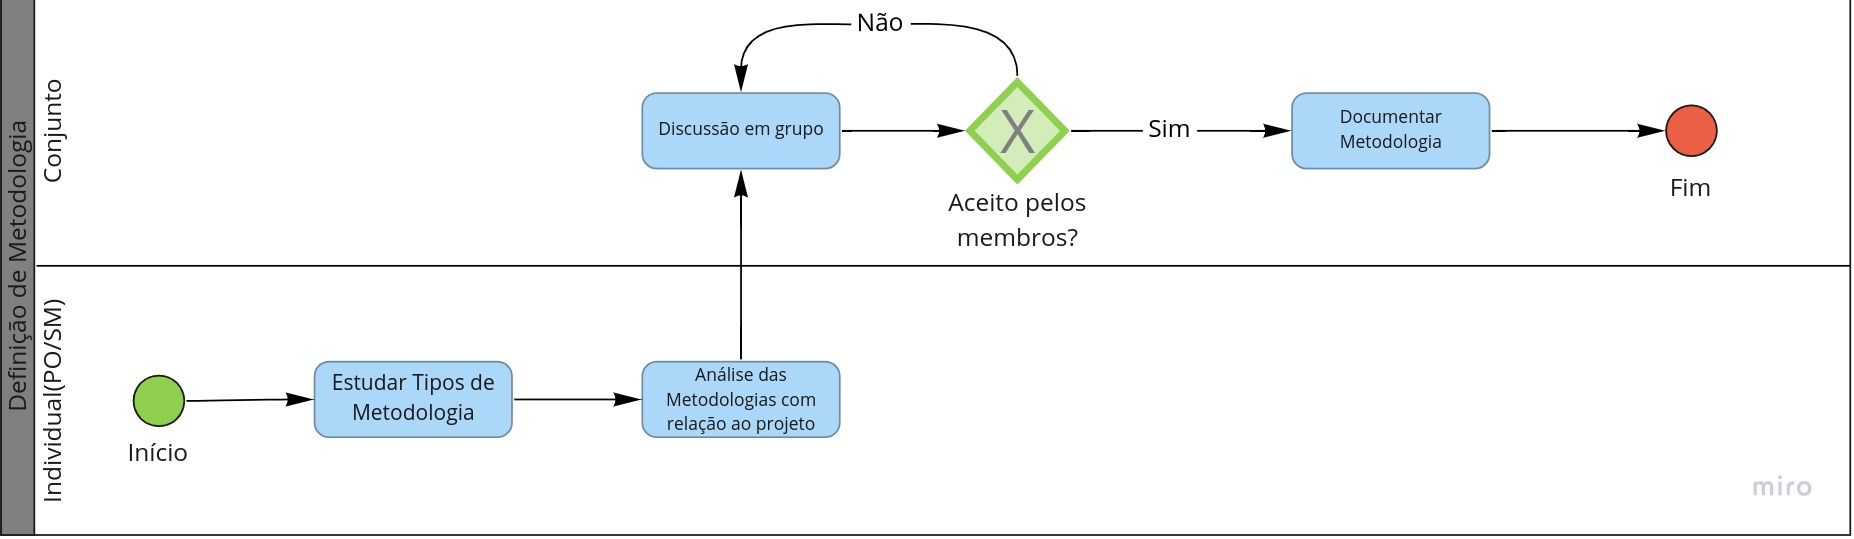 Definição de Metodologia
Conjunto
Não
Discussão em grupo
Sim
Documentar
Metodologia
Aceito pelos
membros?
Fim
Individual(PO/SM)
Início
Estudar Tipos de
Metodologia
Análise das
Metodologias com
relação ao projeto
miro